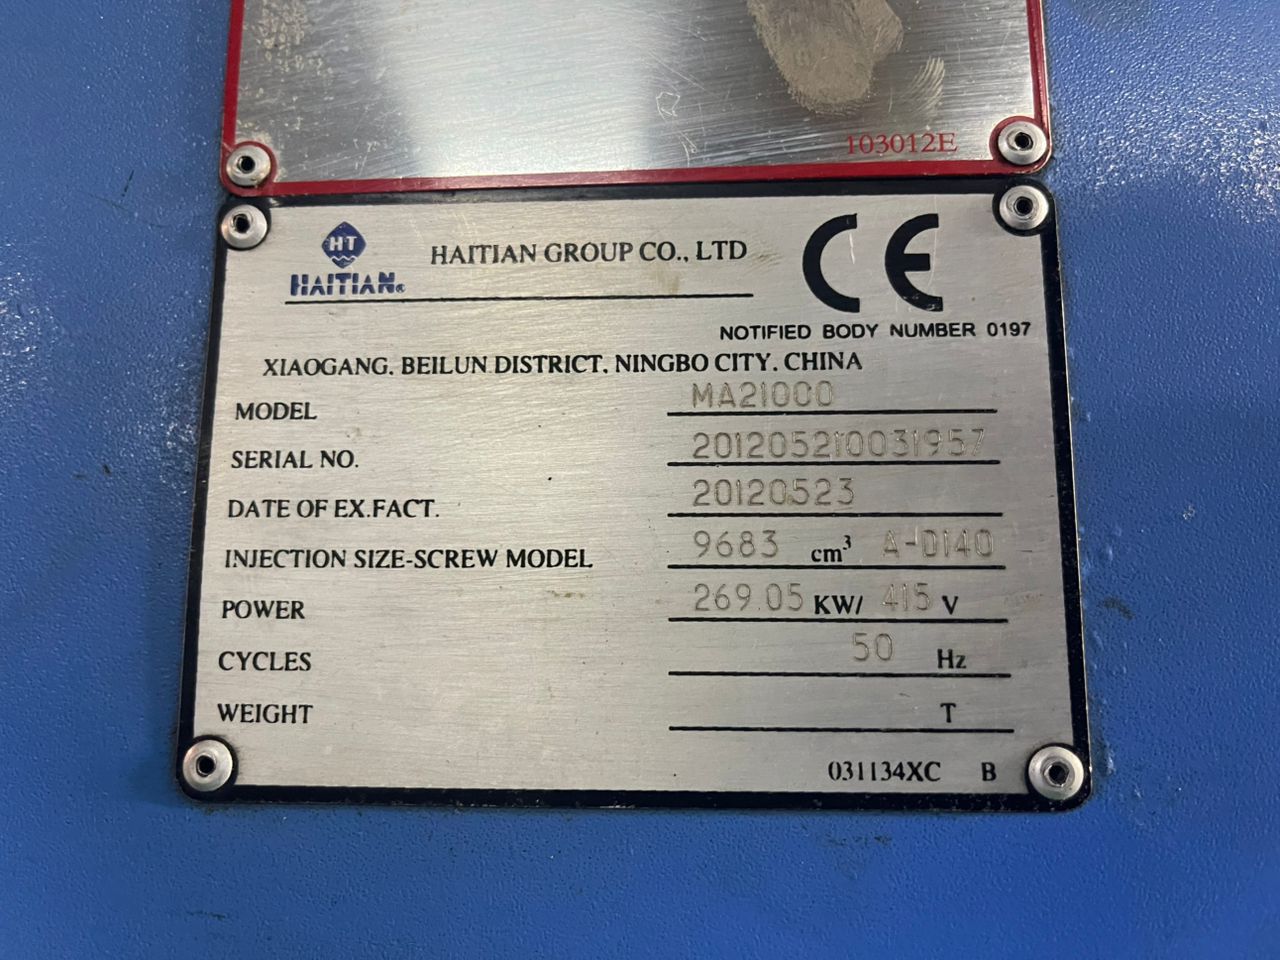 103012E
HT
HAITIAN®
HAITIAN GROUP CO., LTD
CE
NOTIFIED BODY NUMBER 0197
XIAOGANG, BEILUN DISTRICT, NINGBO CITY, CHINA
MODEL MA21000
SERIAL NO. 201205210031957
DATE OF EX.FACT. 20120523
INJECTION SIZE-SCREW MODEL 9683 cm³ A-D140
POWER 269.05 KW/ 415 V
CYCLES 50 Hz
WEIGHT T
031134XC B